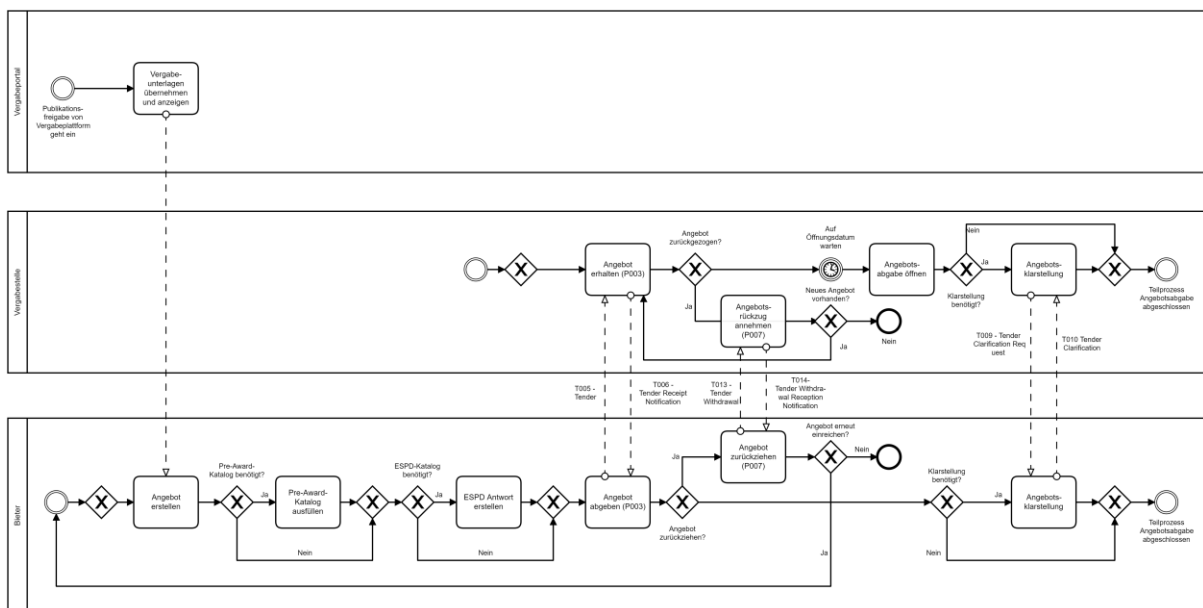 Vergabeportal
Publikations-
freigabe von
Vergabeplattform
geht ein
Vergabe-
unterlagen
übernehmen
und anzeigen
Vergabestelle
Angebot
erhalten (P003)
Angebot
zurückgezogen?
Ja
Angebots-
rückzug
annehmen
(P007)
Auf
Öffnungsdatum
warten
Neues Angebot
vorhanden?
Ja
Nein
Angebots-
abgabe öffnen
Nein
Ja
Klarstellung
benötigt?
Angebots-
klarstellung
Teilprozess
Angebotsabgabe
abgeschlossen
T005 -
Tender
T006 -
Tender Receipt
Notification
T013 -
Tender
Withdrawal
T014-
Tender Withdra-
wal Reception
Notification
T009 - Tender
Clarification Req
uest
T010 Tender
Clarification
Bieter
Angebot
erstellen
Pre-Award-
Katalog
benötigt?
Ja
Nein
Pre-Award-
Katalog
ausfüllen
ESPD-Katalog
benötigt?
Ja
Nein
ESPD Antwort
erstellen
Angebot
abgeben (P003)
Ja
Angebot
zurückziehen?
Angebot
zurückziehen
(P007)
Angebot erneut
einreichen?
Nein
Ja
Klarstellung
benötigt?
Ja
Nein
Angebots-
klarstellung
Teilprozess
Angebotsabgabe
abgeschlossen